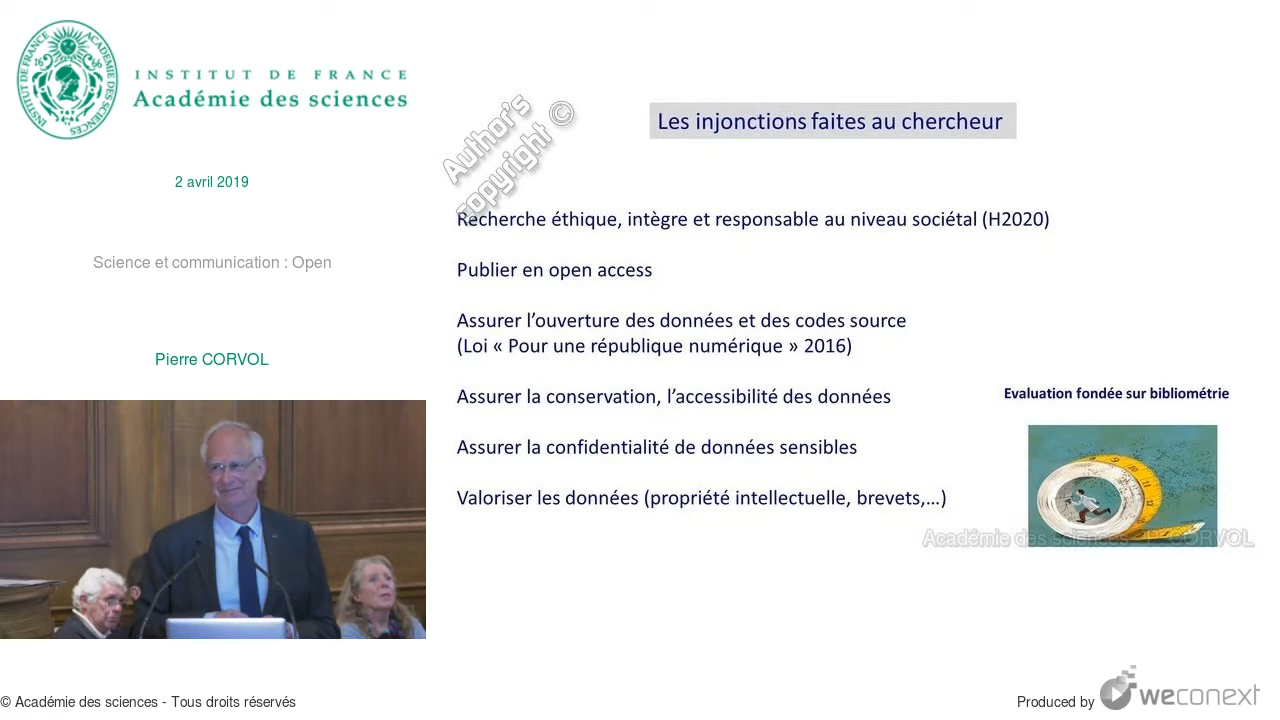 INSTITUT DE FRANCE
Académie des sciences
2 avril 2019
Science et communication : Open
Pierre CORVOL
Author's
copyright ©
Les injonctions faites au chercheur
Recherche éthique, intègre et responsable au niveau sociétal (H2020)
Publier en open access
Assurer l’ouverture des données et des codes source
(Loi « Pour une république numérique » 2016)
Assurer la conservation, l’accessibilité des données
Assurer la confidentialité de données sensibles
Valoriser les données (propriété intellectuelle, brevets,…)
Evaluation fondée sur bibliométrie
Académie des sciences - P. CORVOL
© Académie des sciences - Tous droits réservés
Produced by weconext